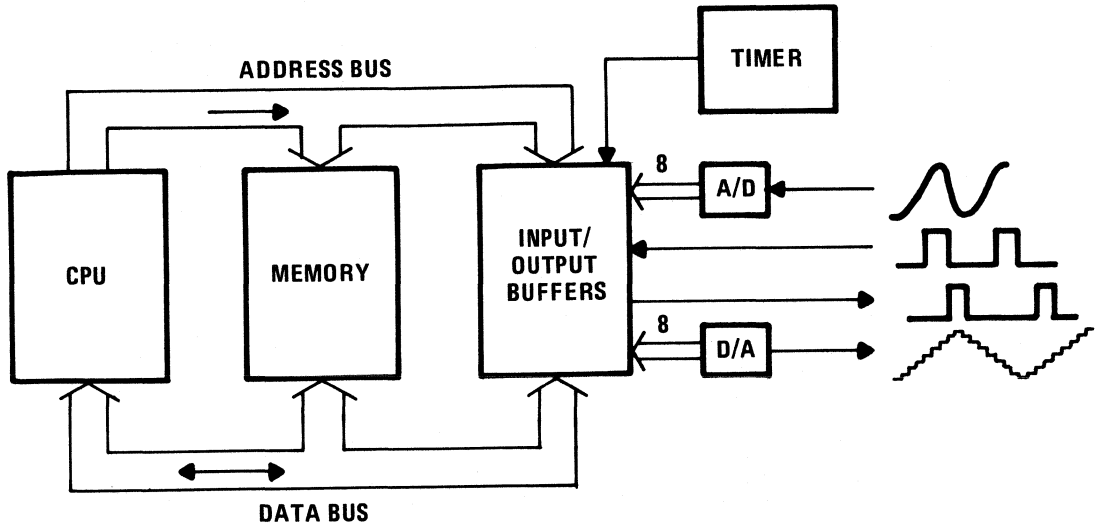 TIMER
ADDRESS BUS
8
A/D
CPU
MEMORY
INPUT/
OUTPUT
BUFFERS
8
D/A
DATA BUS